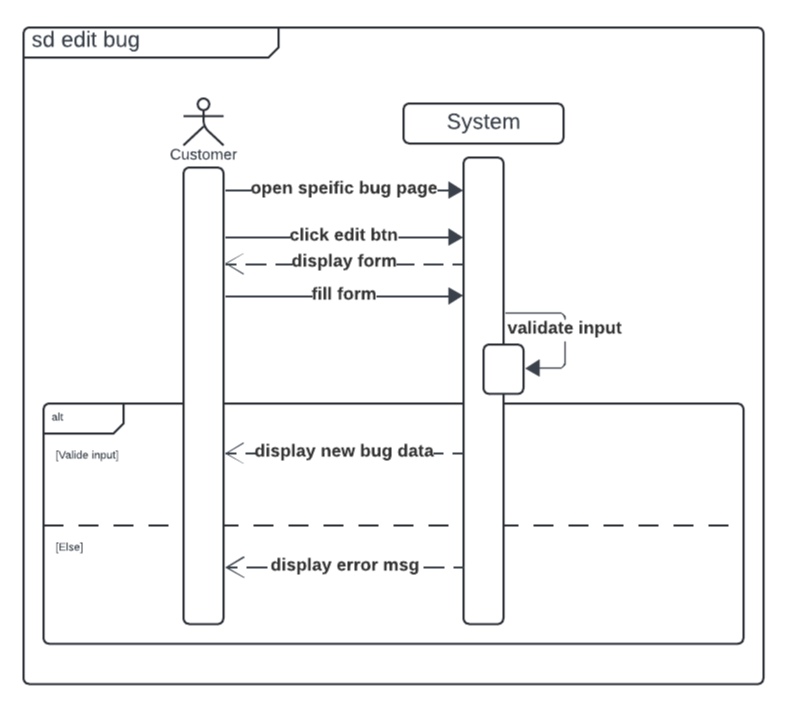 sd edit bug
Customer
System
open speific bug page
click edit btn
display form
fill form
validate input
alt
[Valide input]
display new bug data
[Else]
display error msg